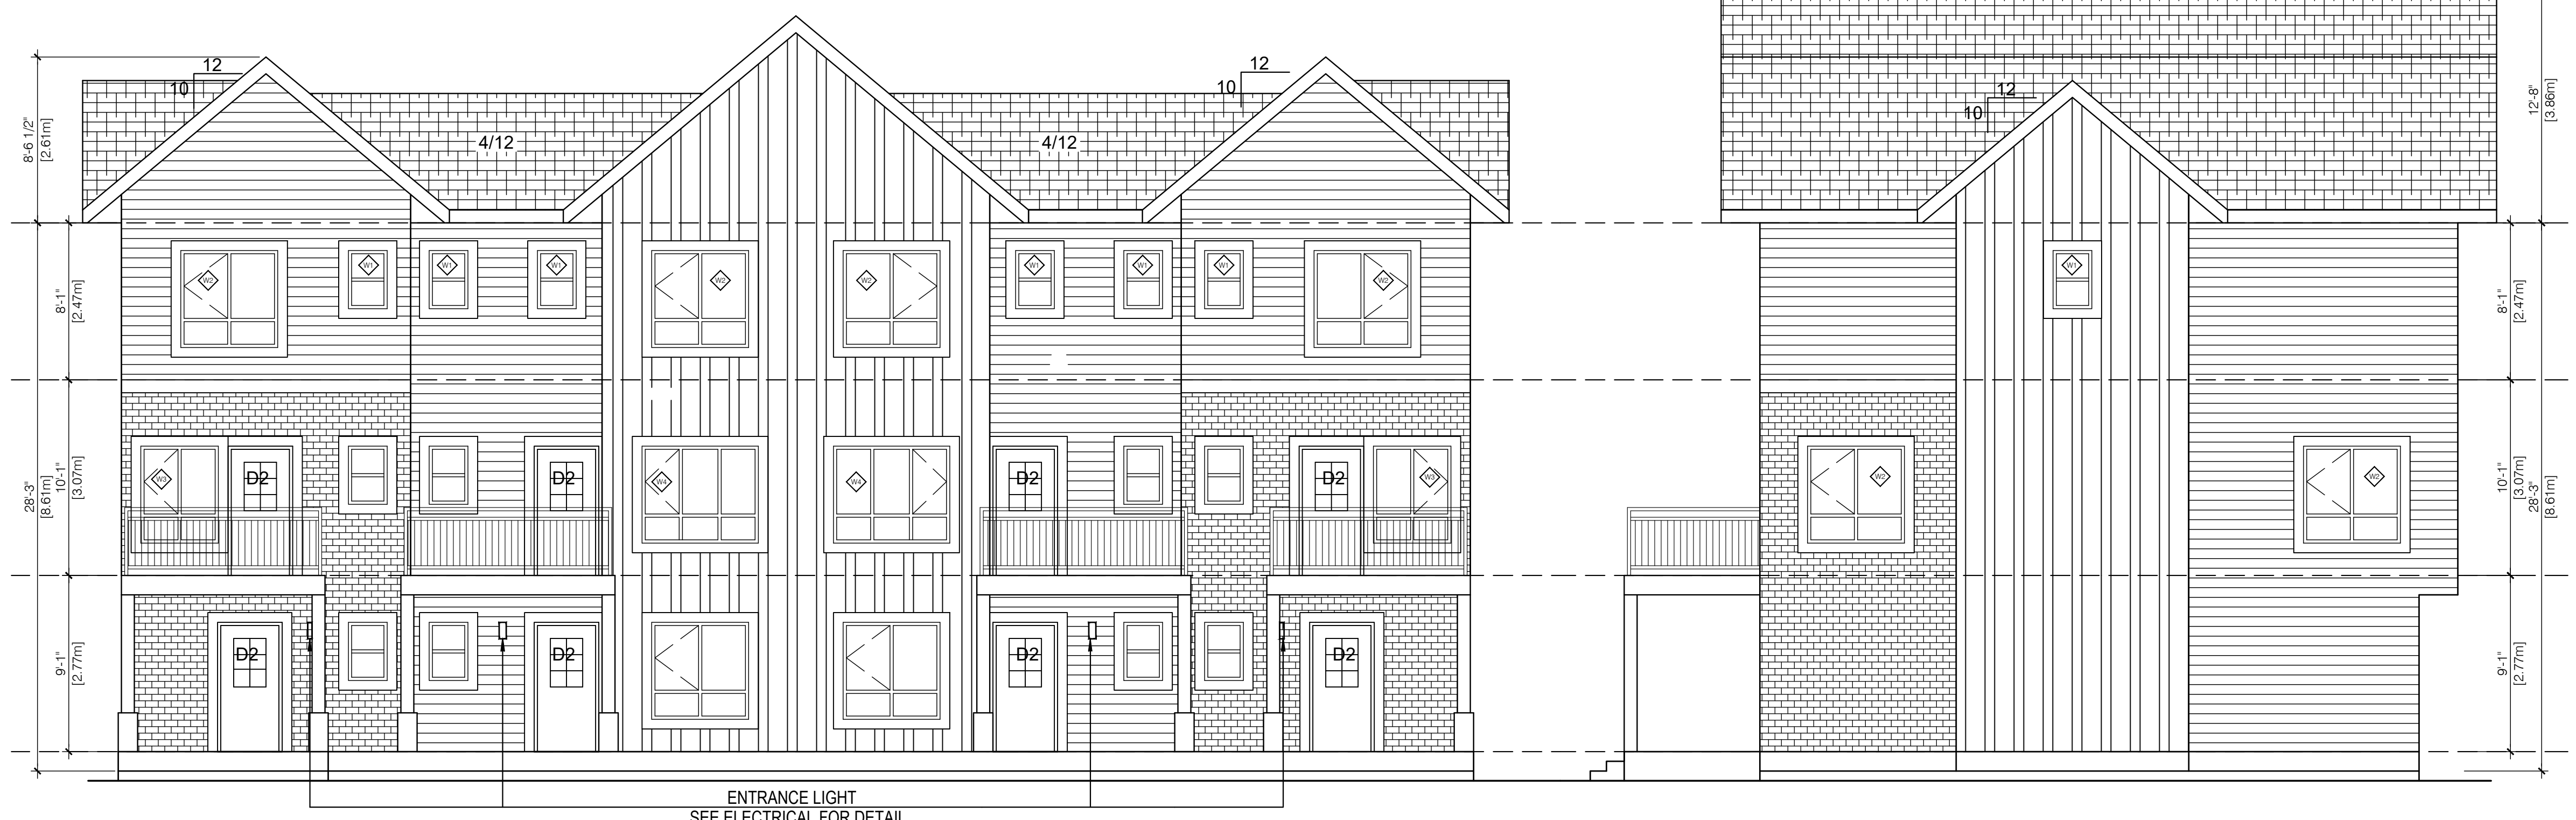 12
10
8'-6 1/2"
[2.61m]
4/12
4/12
12
10
12
10
12'-8"
[3.86m]
8'-1"
[2.47m]
W2
W1
W1
W1
W2
W2
W1
W1
W1
W2
W1
8'-1"
[2.47m]
28'-3"
[8.61m]
10'-1"
[3.07m]
W3
D2
D2
W4
W4
D2
D2
W3
W2
W2
10'-1"
[3.07m]
28'-3"
[8.61m]
9'-1"
[2.77m]
D2
D2
D2
D2
9'-1"
[2.77m]
ENTRANCE LIGHT
SEE ELECTRICAL FOR DETAIL